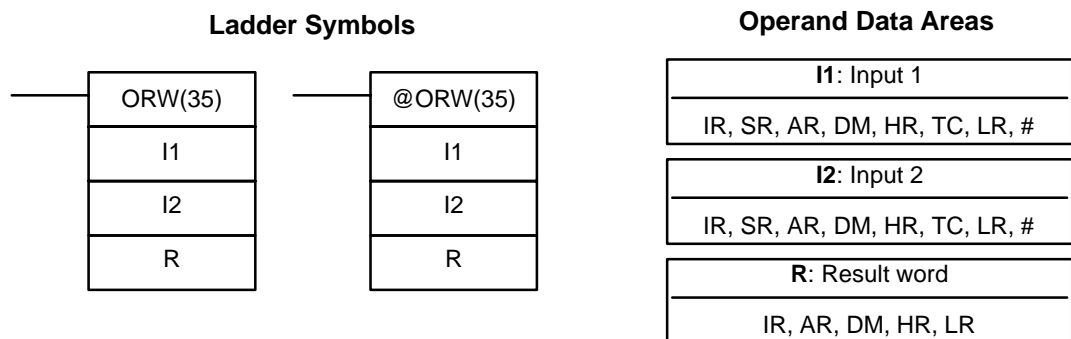 Ladder Symbols
ORW(35)
I1
I2
R
@ORW(35)
I1
I2
R
Operand Data Areas
I1: Input 1
IR, SR, AR, DM, HR, TC, LR, #
I2: Input 2
IR, SR, AR, DM, HR, TC, LR, #
R: Result word
IR, AR, DM, HR, LR